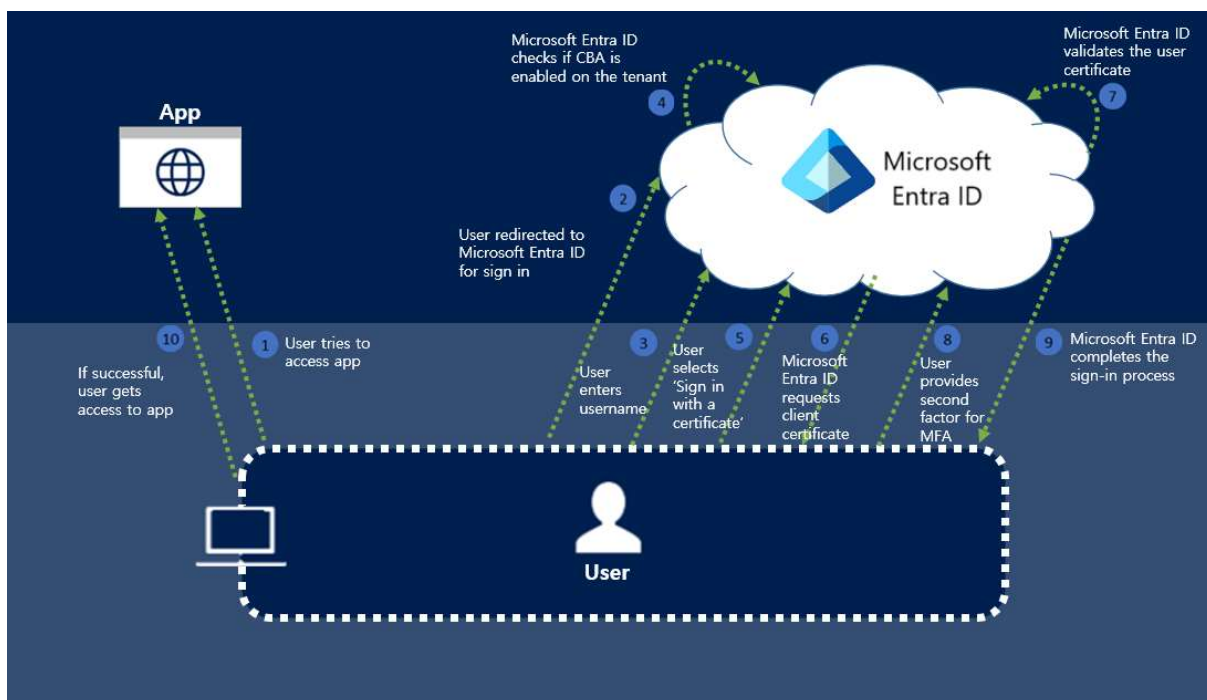 Microsoft Entra ID
checks if CBA is
enabled on the tenant
4
Microsoft Entra ID
validates the user
certificate
7
App
Microsoft
Entra ID
2
User redirected to
Microsoft Entra ID
for sign in
10
If successful,
user gets
access to app
1
User tries to
access app
3
User
enters
username
5
User
selects
‘Sign in
with a
certificate’
6
Microsoft
Entra ID
requests
client
certificate
8
User
provides
second
factor for
MFA
9
Microsoft Entra ID
completes the
sign-in process
User